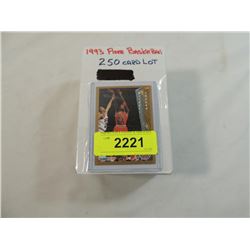 1993 FLEER BASKETBALL
250 CARD LOT
2221